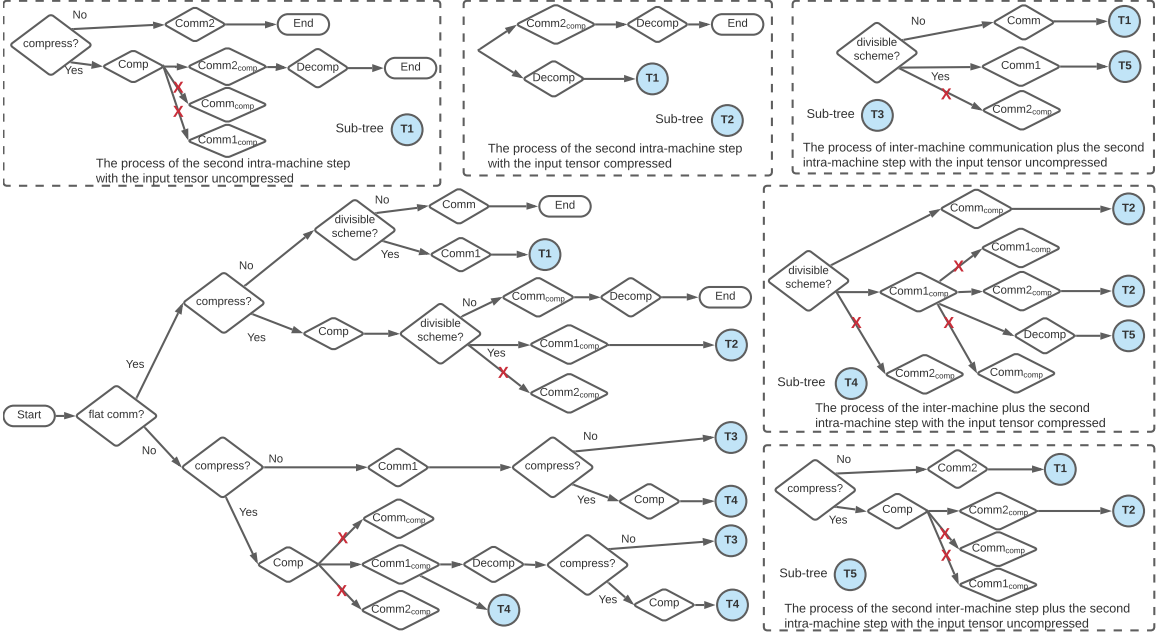 No
Comm2
End
compress?
Yes
Comp
Comm2comp
Decomp
End
X
Commcomp
X
Comm1comp
Sub-tree
T1
The process of the second intra-machine step
with the input tensor uncompressed
Comm2comp
Decomp
End
Decomp
T1
Sub-tree
T2
The process of the second intra-machine step
with the input tensor compressed
No
Comm
T1
divisible
scheme?
Comm1
T5
Yes
X
Comm2comp
Sub-tree
T3
The process of inter-machine communication plus the second
intra-machine step with the input tensor uncompressed
Start
flat comm?
Yes
No
compress?
No
Yes
divisible
scheme?
No
Comm
End
Yes
Comm1
T1
Comp
divisible
scheme?
No
Commcomp
Decomp
End
Yes
Comm1comp
T2
X
Comm2comp
compress?
No
Comm1
compress?
No
T3
Yes
Comp
T4
Yes
Comp
X
Commcomp
Comm1comp
Decomp
compress?
No
T3
Yes
Comp
T4
X
Comm2comp
T4
divisible
scheme?
Commcomp
T2
Comm1comp
X
Comm1comp
Comm2comp
T2
X
Decomp
T5
Commcomp
X
Comm2comp
Sub-tree
T4
The process of the inter-machine plus the second
intra-machine step with the input tensor compressed
No
Comm2
T1
compress?
Yes
Comp
Comm2comp
T2
X
Commcomp
X
Comm1comp
Sub-tree
T5
The process of the second inter-machine step plus the second
intra-machine step with the input tensor uncompressed